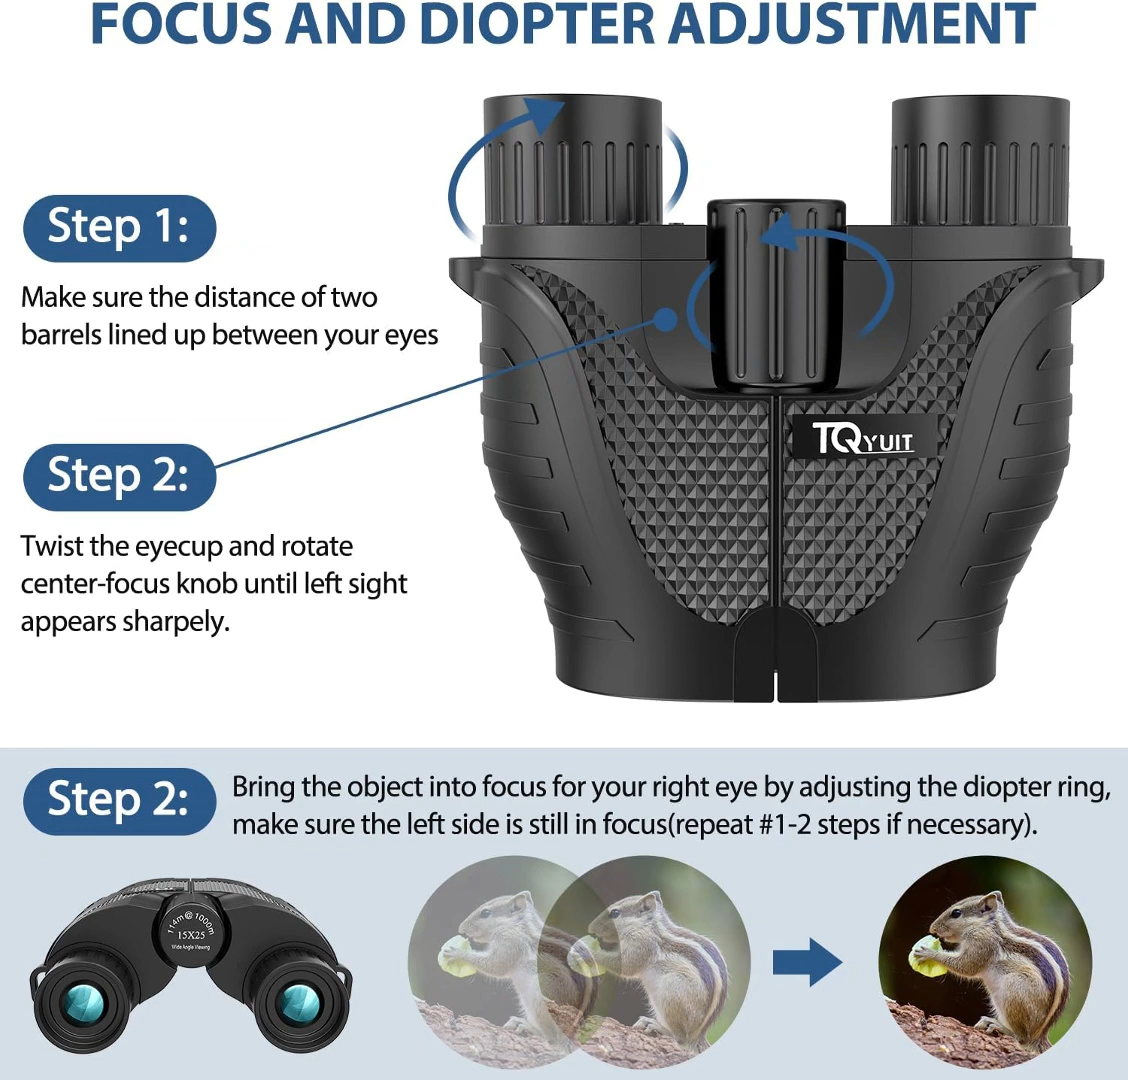 FOCUS AND DIOPTER ADJUSTMENT
Step 1:
Make sure the distance of two
barrels lined up between your eyes
Step 2:
Twist the eyecup and rotate
center-focus knob until left sight
appears sharpely.
TQYUIT
Step 2:
Bring the object into focus for your right eye by adjusting the diopter ring,
make sure the left side is still in focus(repeat #1-2 steps if necessary).
114m@1000m
15X25
Wide Angle Viewing